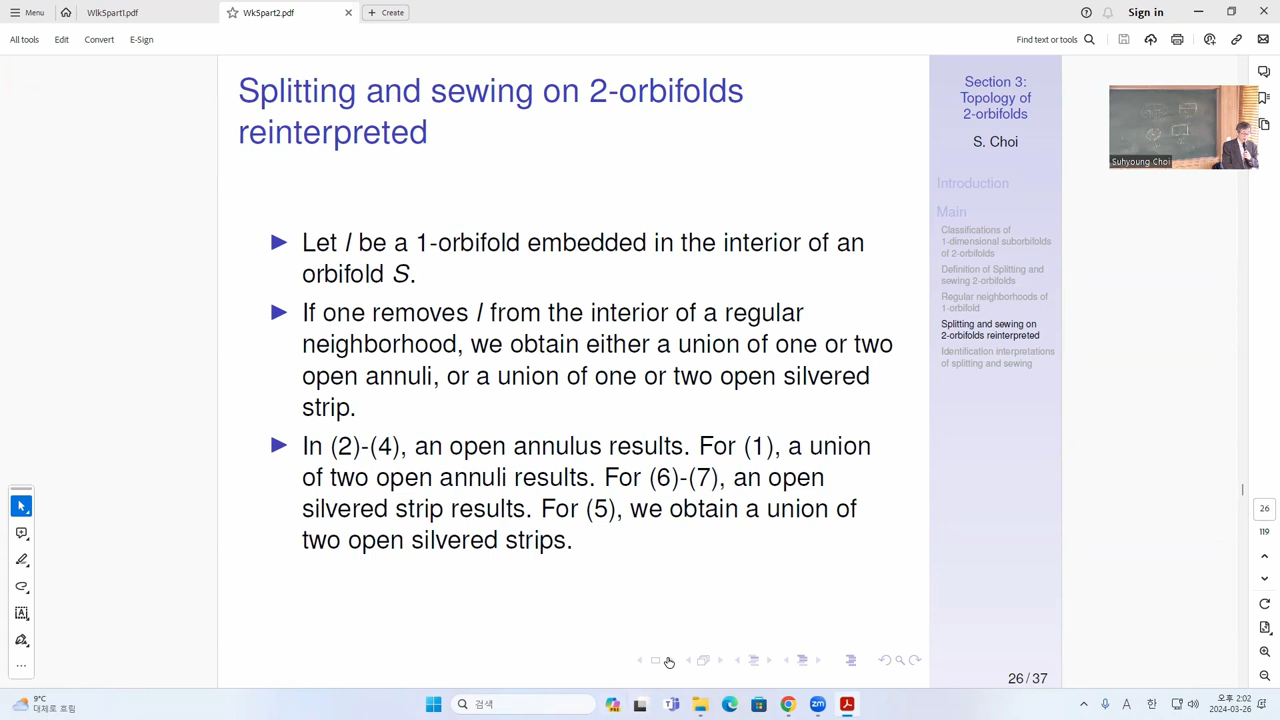 Menu
Wk5part1.pdf
Wk5part2.pdf
Create
Sign in
All tools
Edit
Convert
E-Sign
Find text or tools
Splitting and sewing on 2-orbifolds
reinterpreted
Let I be a 1-orbifold embedded in the interior of an
orbifold S.
If one removes I from the interior of a regular
neighborhood, we obtain either a union of one or two
open annuli, or a union of one or two open silvered
strip.
In (2)-(4), an open annulus results. For (1), a union
of two open annuli results. For (6)-(7), an open
silvered strip results. For (5), we obtain a union of
two open silvered strips.
Section 3:
Topology of
2-orbifolds
S. Choi
Introduction
Main
Classifications of
1-dimensional suborbifolds
of 2-orbifolds
Definition of Splitting and
sewing 2-orbifolds
Regular neighborhoods of
1-orbifold
Splitting and sewing on
2-orbifolds reinterpreted
Identification interpretations
of splitting and sewing
26/37
Suhyoung Choi
26
119
9°C
대체로 흐림
검색
A
한
오후 2:02
2024-03-26